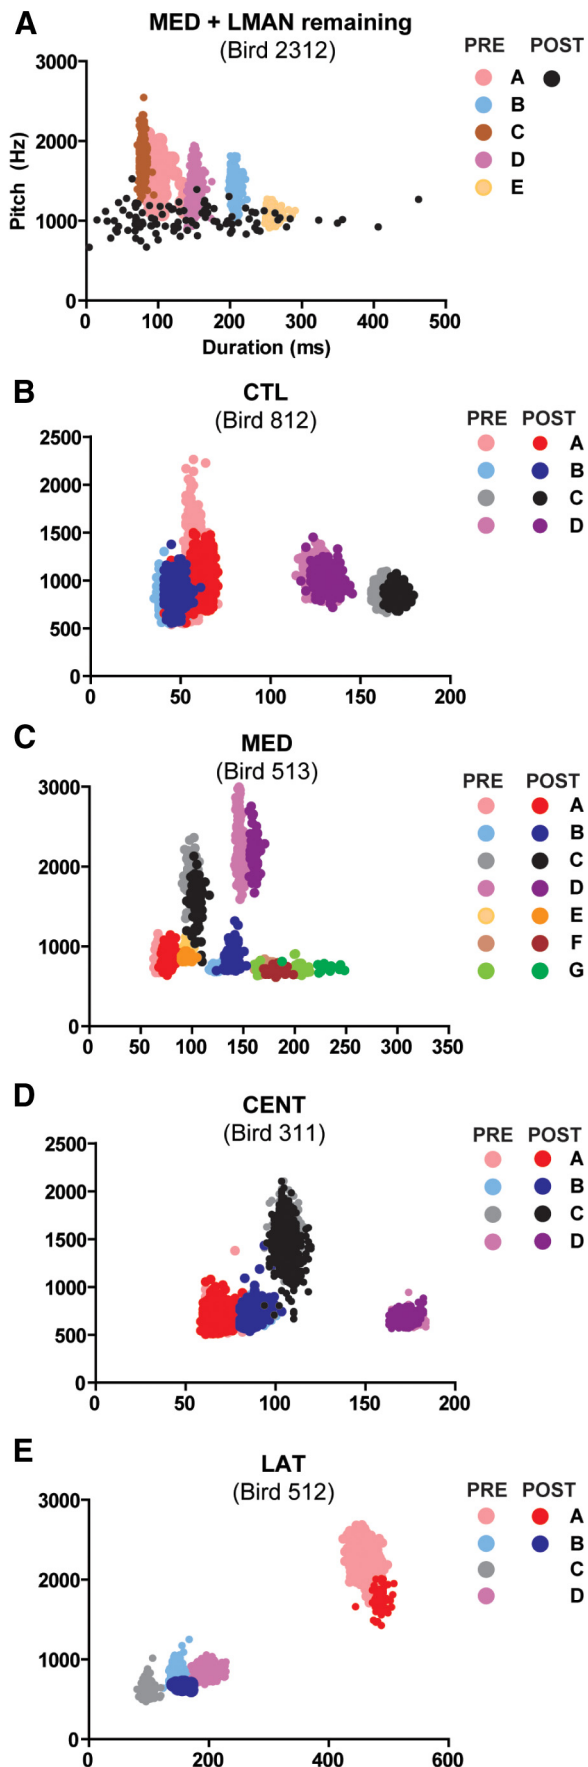 A
MED + LMAN remaining
(Bird 2312)
PRE POST
A
B
C
D
E
3000
2000
1000
0
Pitch (Hz)
0 100 200 300 400 500
Duration (ms)
B
CTL
(Bird 812)
PRE POST
A
B
C
D
2500
2000
1500
1000
500
0
0 50 100 150 200
C
MED
(Bird 513)
PRE POST
A
B
C
D
E
F
G
3000
2000
1000
0
0 50 100 150 200 250 300 350
D
CENT
(Bird 311)
PRE POST
A
B
C
D
2500
2000
1500
1000
500
0
0 50 100 150 200
E
LAT
(Bird 512)
PRE POST
A
B
C
D
3000
2000
1000
0
0 200 400 600